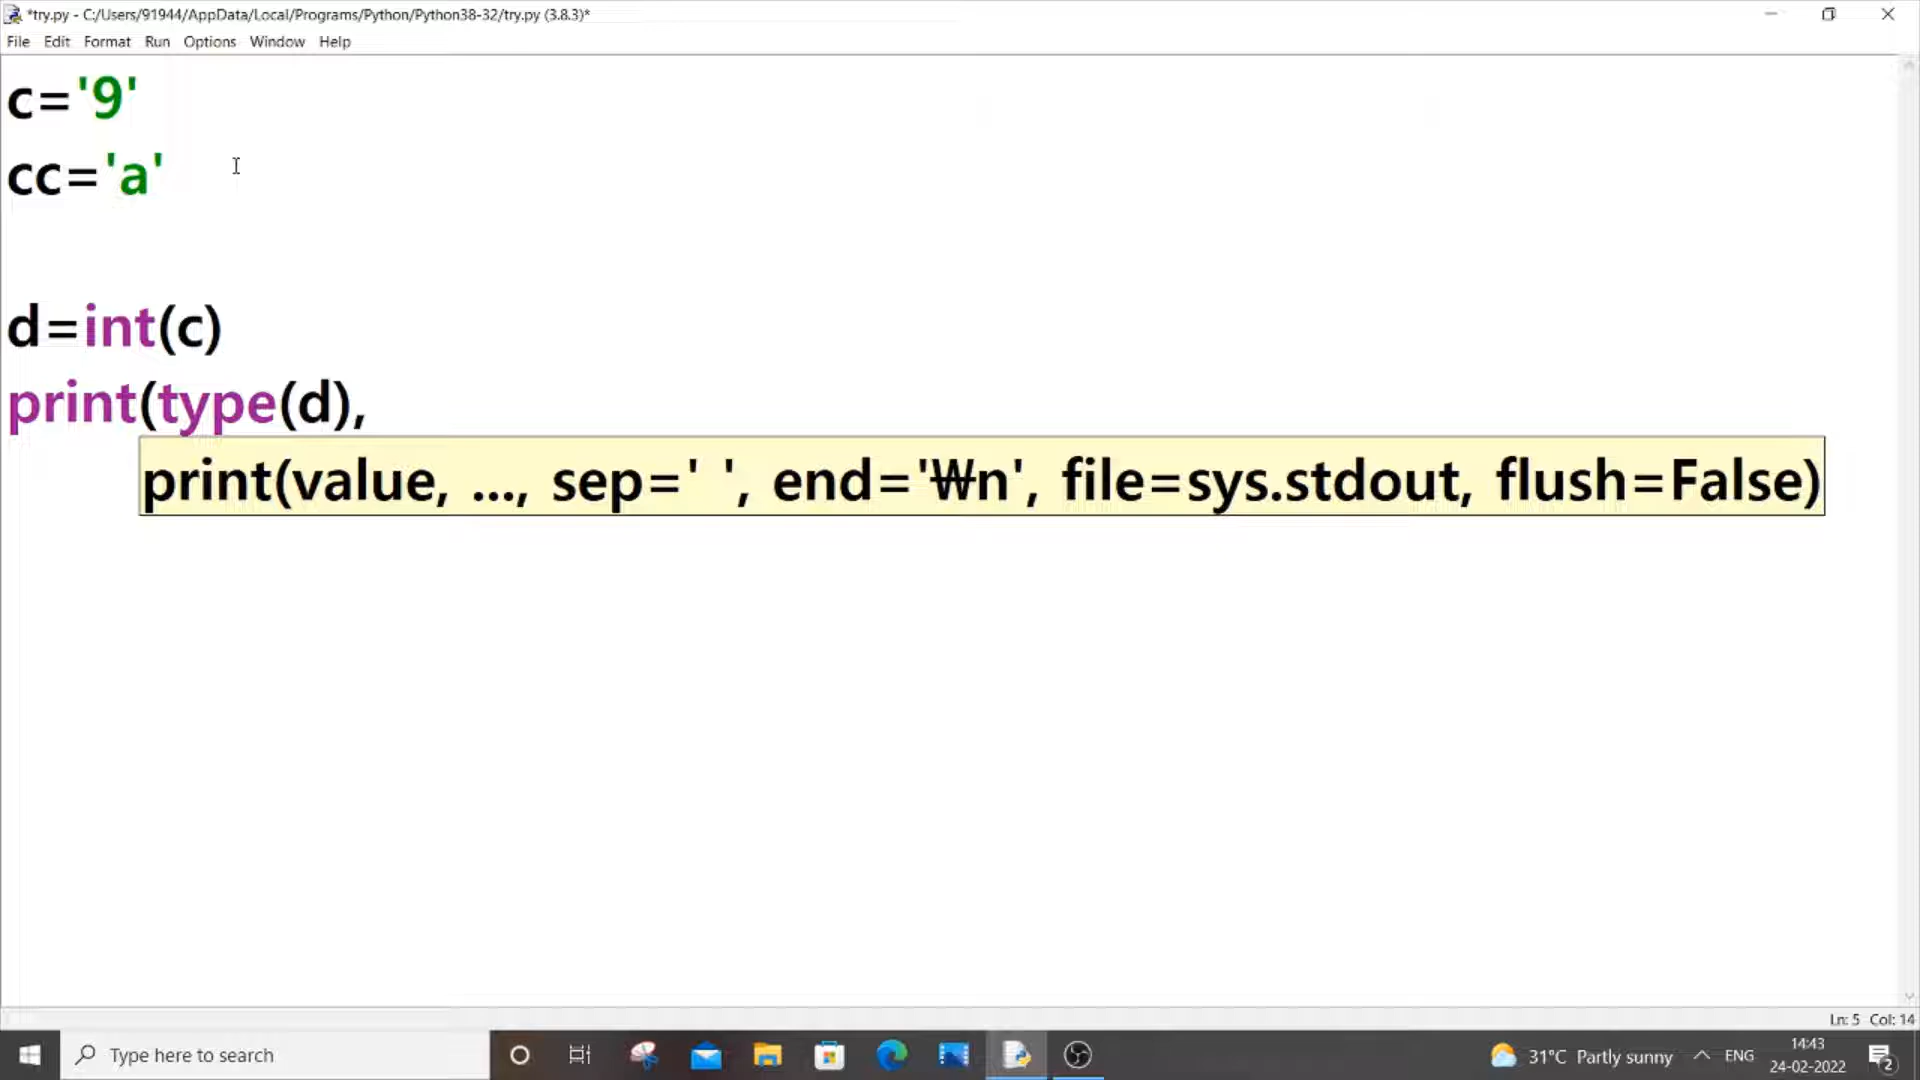 *try.py - C:/Users/91944/AppData/Local/Programs/Python/Python38-32/try.py (3.8.3)*
File Edit Format Run Options Window Help
c='9'
cc='a'
d=int(c)
print(type(d),
print(value, ..., sep=' ', end='₩n', file=sys.stdout, flush=False)
Ln: 5 Col: 14
Type here to search
31°C Partly sunny
ENG
14:43
24-02-2022
2